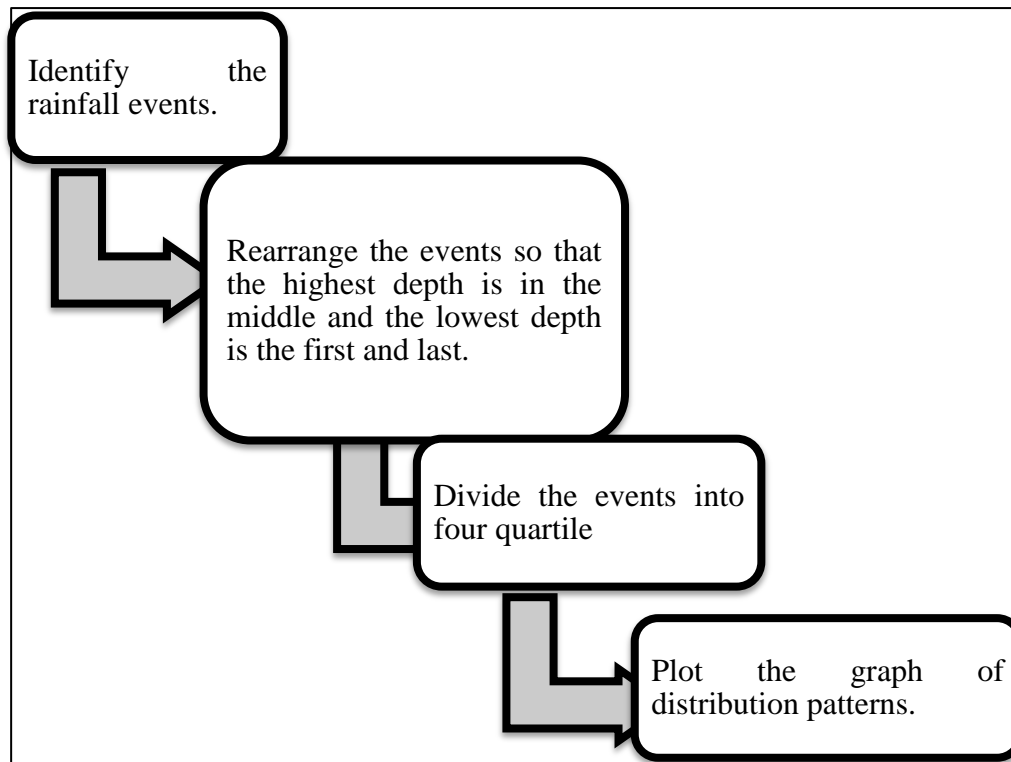 Identify the
rainfall events.
Rearrange the events so that
the highest depth is in the
middle and the lowest depth
is the first and last.
Divide the events into
four quartile
Plot the graph of
distribution patterns.